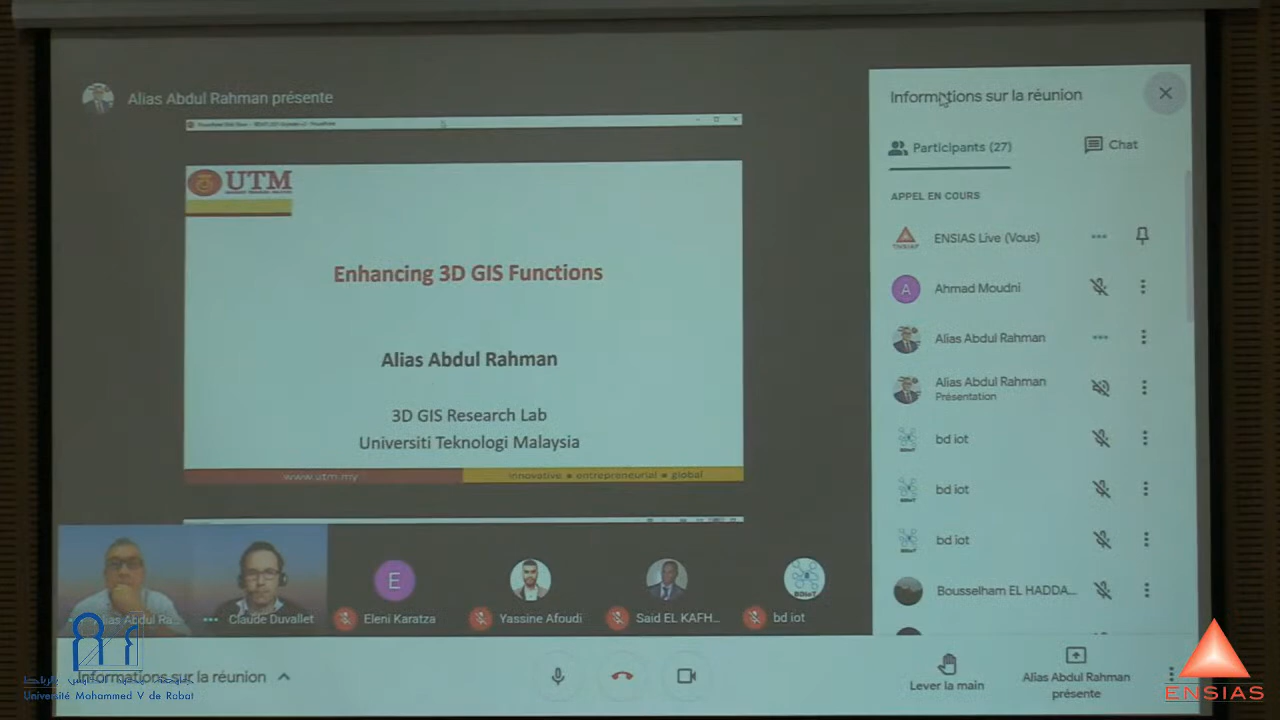 Alias Abdul Rahman présente
UTM
Enhancing 3D GIS Functions
Alias Abdul Rahman
3D GIS Research Lab
Universiti Teknologi Malaysia
www.utm.my
innovative ● entrepreneurial ● global
Informations sur la réunion
Participants (27)
Chat
APPEL EN COURS
ENSIAS Live (Vous)
A
Ahmad Moudni
Alias Abdul Rahman
Alias Abdul Rahman
Présentation
bd iot
bd iot
bd iot
Bousselham EL HADDA...
Alias Abdul Ra...
Claude Duvallet
E
Eleni Karatza
Yassine Afoudi
Said EL KAFH...
BDIoT
bd iot
Informations sur la réunion
Lever la main
Alias Abdul Rahman
présente
Université Mohammed V de Rabat
ENSIAS